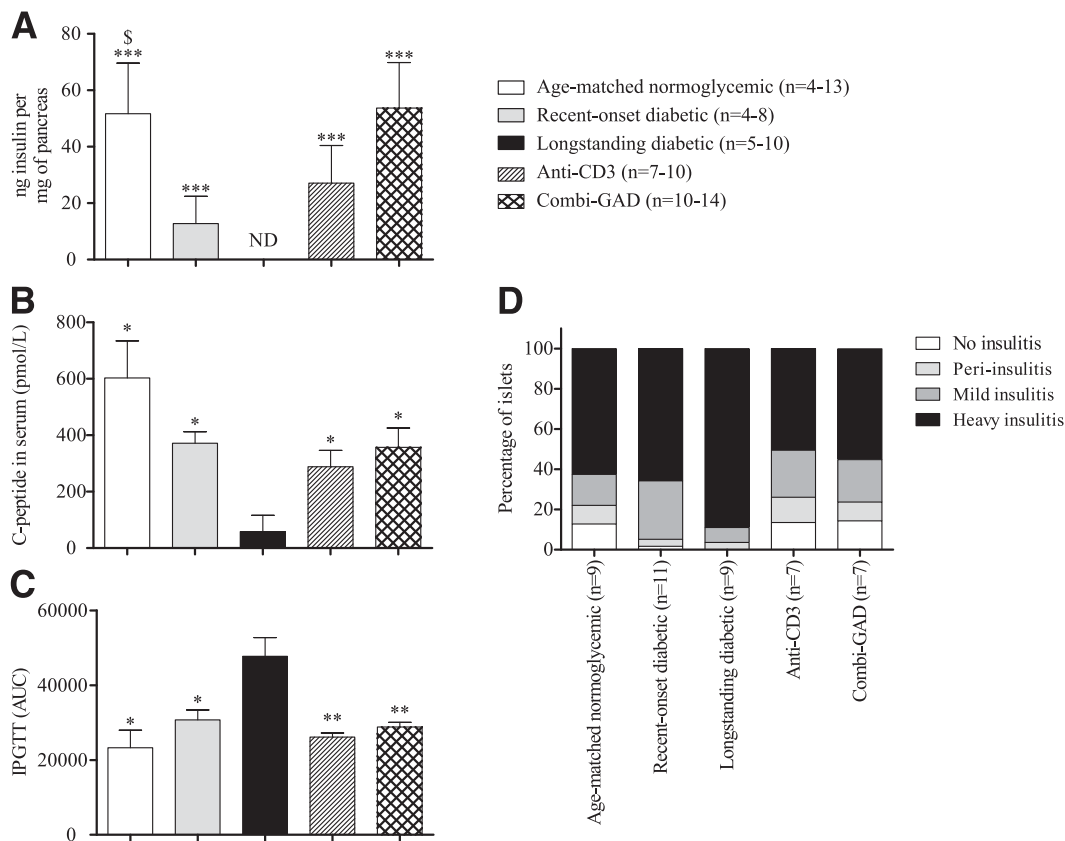 A
ng insulin per
mg of pancreas
80
60
40
20
0
$
***
***
ND
***
***
Age-matched normoglycemic (n=4-13)
Recent-onset diabetic (n=4-8)
Longstanding diabetic (n=5-10)
Anti-CD3 (n=7-10)
Combi-GAD (n=10-14)
B
C-peptide in serum (pmol/L)
800
600
400
200
0
*
*
*
*
C
IPGTT (AUC)
60000
40000
20000
0
*
*
**
**
D
Percentage of islets
100
80
60
40
20
0
No insulitis
Peri-insulitis
Mild insulitis
Heavy insulitis
Age-matched normoglycemic (n=9)
Recent-onset diabetic (n=11)
Longstanding diabetic (n=9)
Anti-CD3 (n=7)
Combi-GAD (n=7)